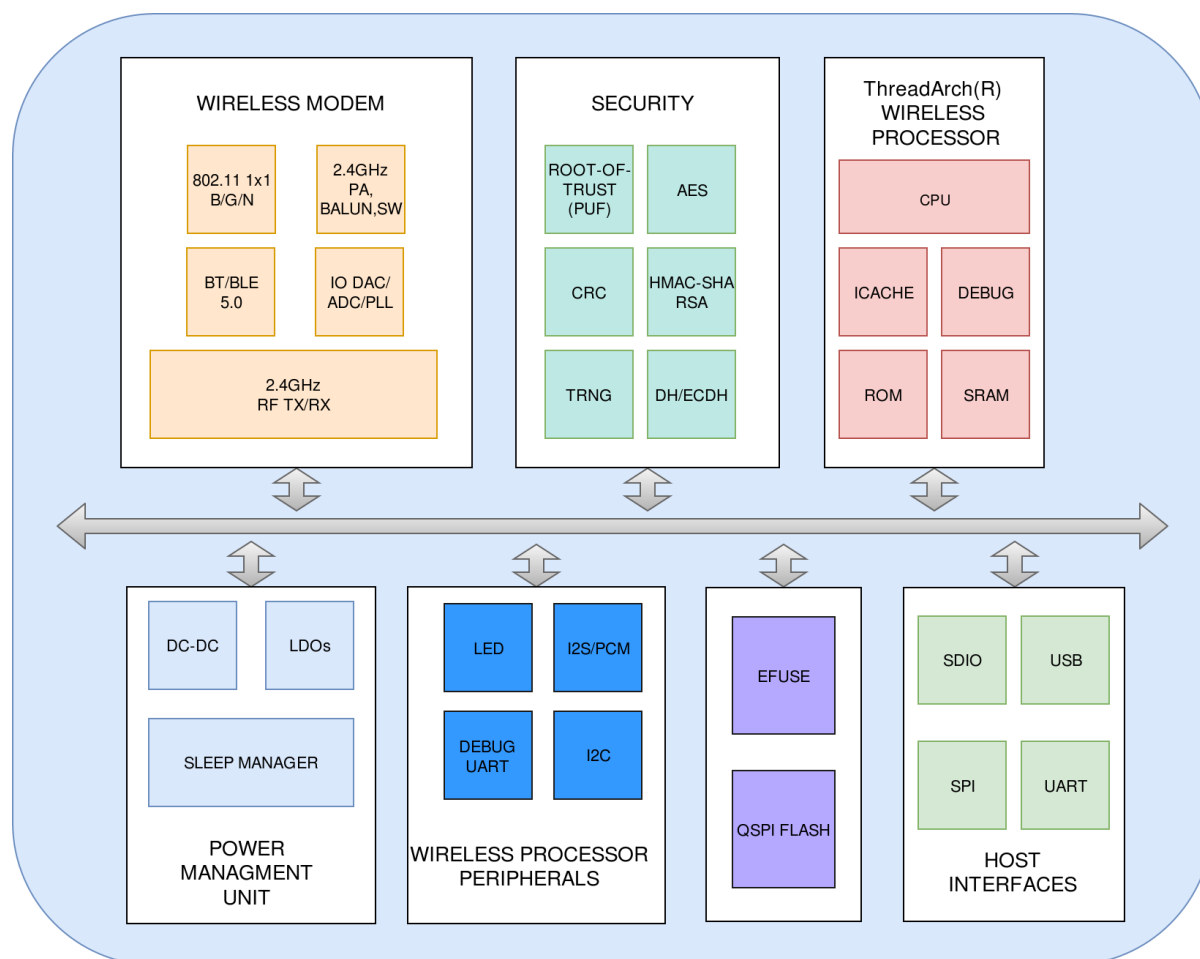 WIRELESS MODEM
802.11 1x1
B/G/N
2.4GHz
PA,
BALUN,SW
BT/BLE
5.0
IO DAC/
ADC/PLL
2.4GHz
RF TX/RX
SECURITY
ROOT-OF-
TRUST
(PUF)
AES
CRC
HMAC-SHA
RSA
TRNG
DH/ECDH
ThreadArch(R)
WIRELESS
PROCESSOR
CPU
ICACHE
DEBUG
ROM
SRAM
DC-DC
LDOs
SLEEP MANAGER
POWER
MANAGMENT
UNIT
LED
I2S/PCM
DEBUG
UART
I2C
WIRELESS PROCESSOR
PERIPHERALS
EFUSE
QSPI FLASH
SDIO
USB
SPI
UART
HOST
INTERFACES